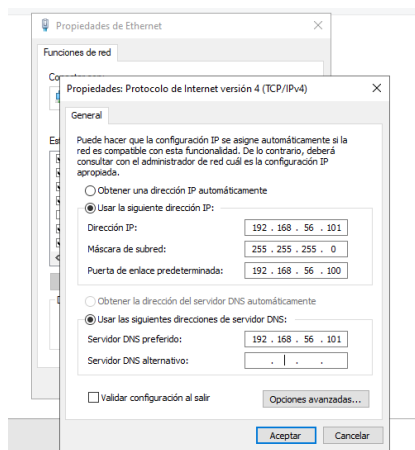 Propiedades de Ethernet
Funciones de red
Propiedades: Protocolo de Internet versión 4 (TCP/IPv4)
General
Puede hacer que la configuración IP se asigne automáticamente si la
red es compatible con esta funcionalidad. De lo contrario, deberá
consultar con el administrador de red cuál es la configuración IP
apropiada.
Obtener una dirección IP automáticamente
Usar la siguiente dirección IP:
Dirección IP: 192 . 168 . 56 . 101
Máscara de subred: 255 . 255 . 255 . 0
Puerta de enlace predeterminada: 192 . 168 . 56 . 100
Obtener la dirección del servidor DNS automáticamente
Usar las siguientes direcciones de servidor DNS:
Servidor DNS preferido: 192 . 168 . 56 . 101
Servidor DNS alternativo: . . .
Validar configuración al salir
Opciones avanzadas...
Aceptar Cancelar